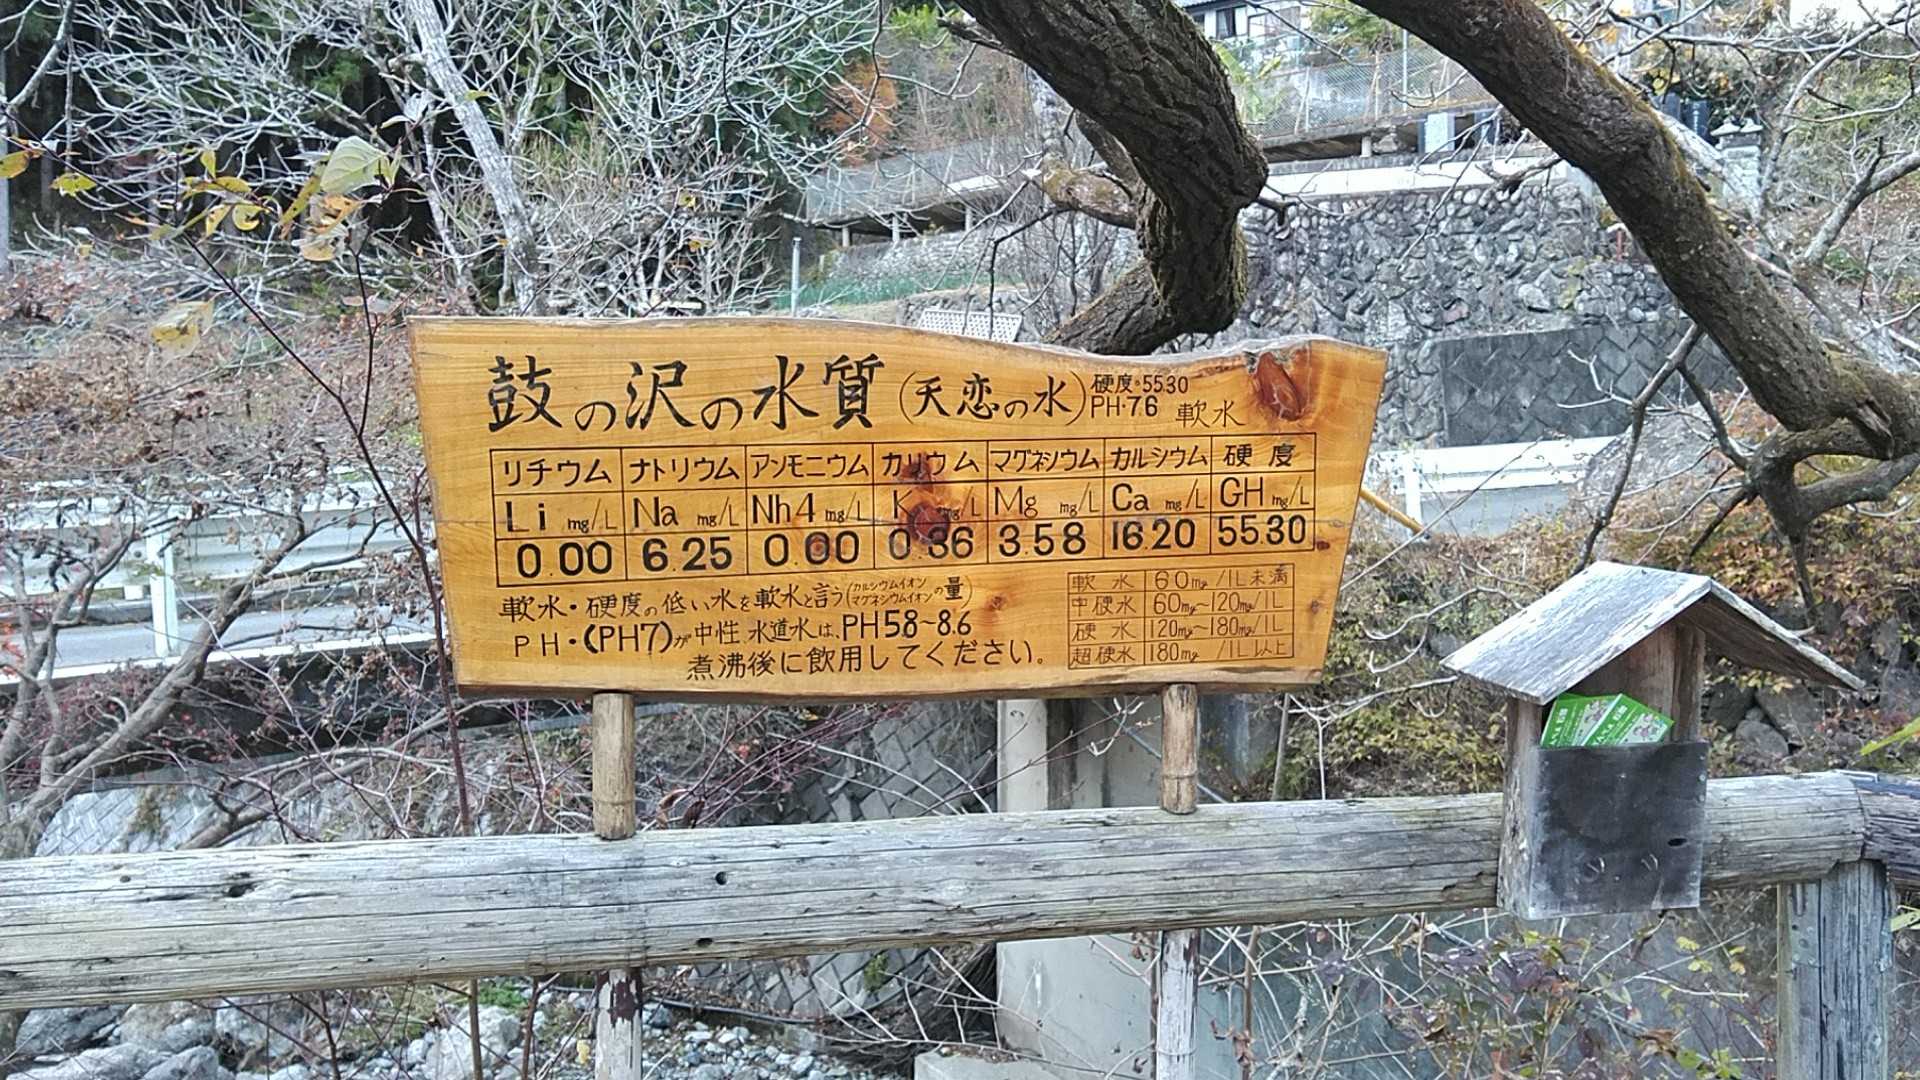 鼓の沢の水質(天恋の水)硬度・55.30
PH・7.6 軟水
リチウム ナトリウム アンモニウム カリウム マグネシウム カルシウム 硬度
Li mg/L Na mg/L Nh4 mg/L K mg/L Mg mg/L Ca mg/L GH mg/L
0.00 6.25 0.00 0.86 3.58 16.20 55.30
軟水・硬度の低い水を軟水と言う(カルシウムイオン マグネシウムイオンの量)
PH・(PH7)が中性 水道水は、PH5.8~8.6
煮沸後に飲用してください。
軟水 60mg/1L未満
中硬水 60mg~120mg/1L
硬水 120mg~180mg/1L
超硬水 180mg/1L以上